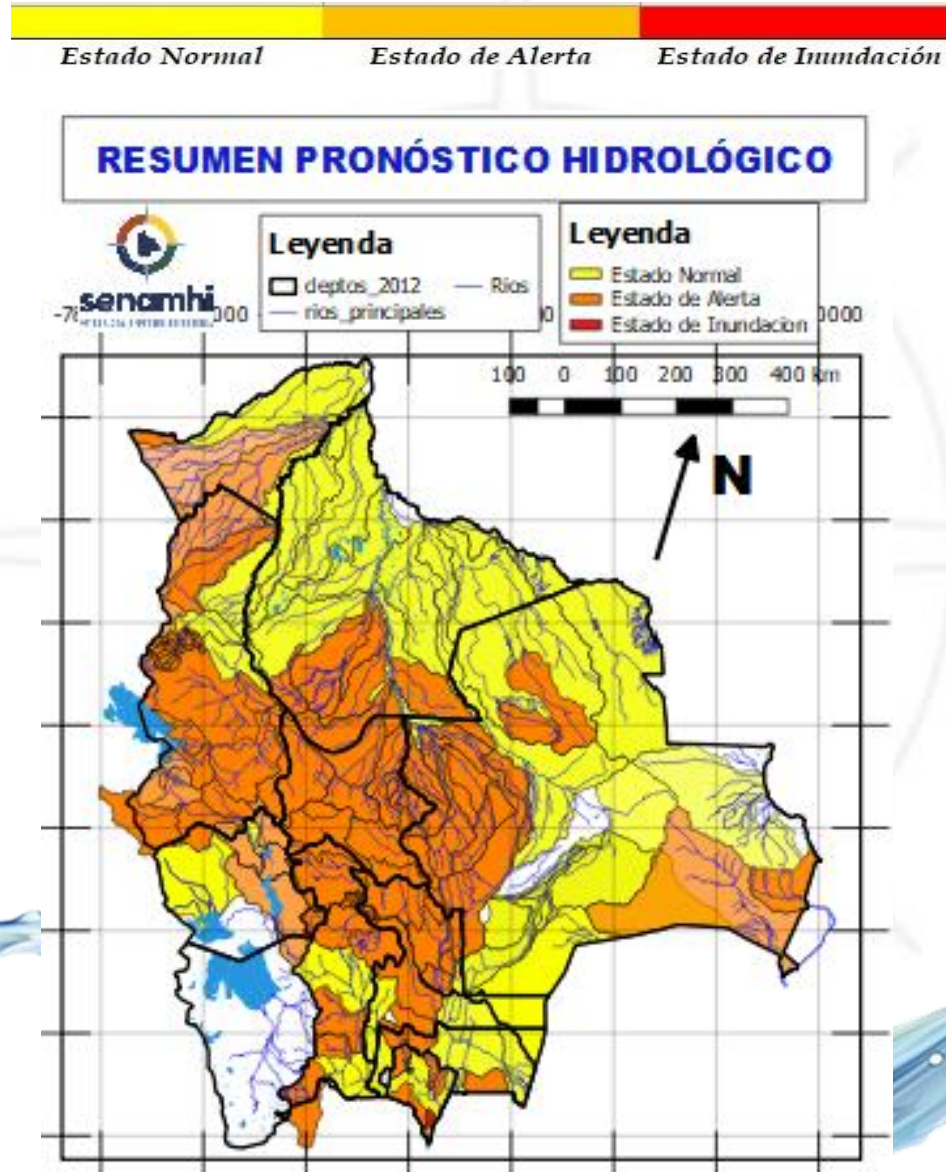 Estado Normal Estado de Alerta Estado de Inundación
RESUMEN PRONÓSTICO HIDROLÓGICO
senamhi
Leyenda
deptos_2012 Rios
rios_principales
Leyenda
Estado Normal
Estado de Alerta
Estado de Inundacion
100 0 100 200 300 400 km
N